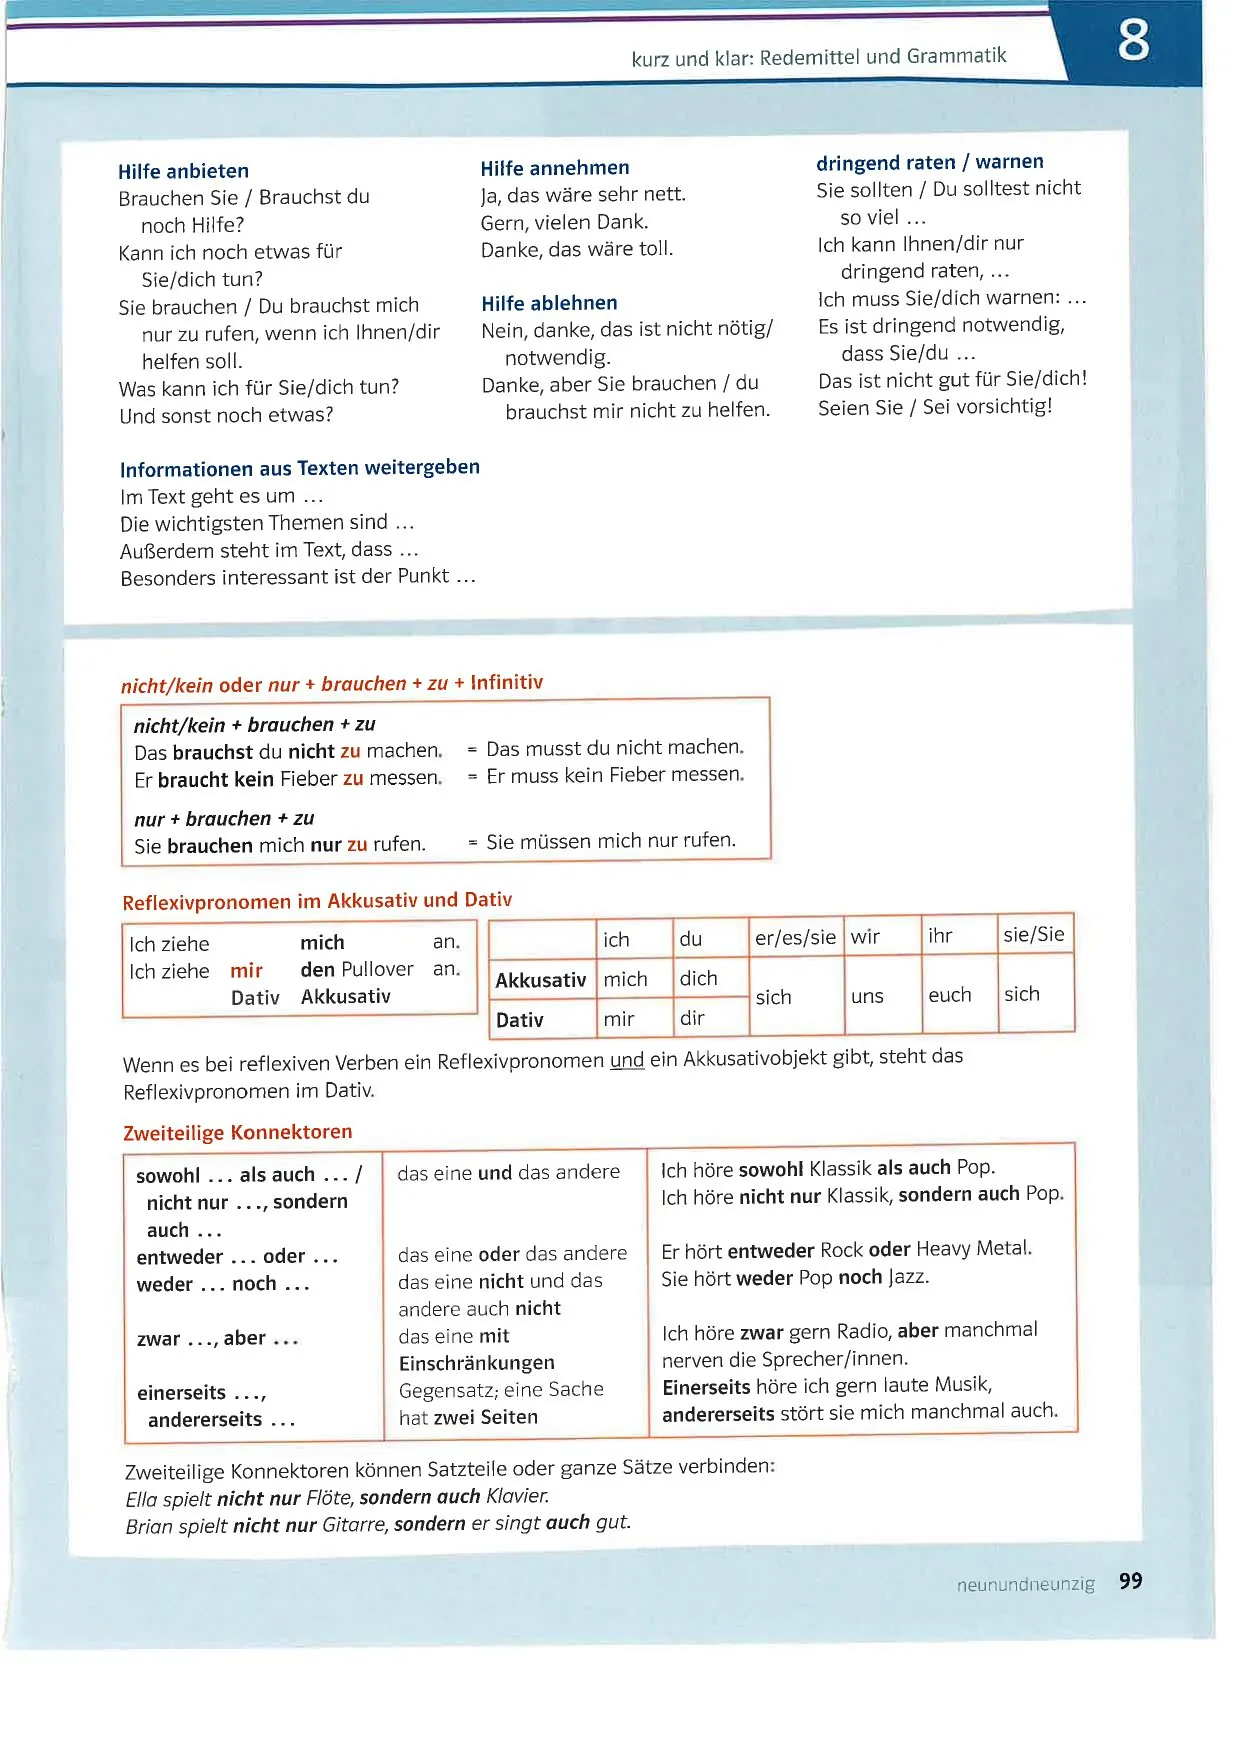 kurz und klar: Redemittel und Grammatik
8
Hilfe anbieten
Brauchen Sie / Brauchst du
noch Hilfe?
Kann ich noch etwas für
Sie/dich tun?
Sie brauchen / Du brauchst mich
nur zu rufen, wenn ich Ihnen/dir
helfen soll.
Was kann ich für Sie/dich tun?
Und sonst noch etwas?
Hilfe annehmen
Ja, das wäre sehr nett.
Gern, vielen Dank.
Danke, das wäre toll.
Hilfe ablehnen
Nein, danke, das ist nicht nötig/
notwendig.
Danke, aber Sie brauchen / du
brauchst mir nicht zu helfen.
dringend raten / warnen
Sie sollten / Du solltest nicht
so viel ...
Ich kann Ihnen/dir nur
dringend raten, ...
Ich muss Sie/dich warnen: ...
Es ist dringend notwendig,
dass Sie/du ...
Das ist nicht gut für Sie/dich!
Seien Sie / Sei vorsichtig!
Informationen aus Texten weitergeben
Im Text geht es um ...
Die wichtigsten Themen sind ...
Außerdem steht im Text, dass ...
Besonders interessant ist der Punkt ...
nicht/kein oder nur + brauchen + zu + Infinitiv
nicht/kein + brauchen + zu
Das brauchst du nicht zu machen. = Das musst du nicht machen.
Er braucht kein Fieber zu messen. = Er muss kein Fieber messen.
nur + brauchen + zu
Sie brauchen mich nur zu rufen. = Sie müssen mich nur rufen.
Reflexivpronomen im Akkusativ und Dativ
Ich ziehe mich an.
Ich ziehe mir den Pullover an.
Dativ Akkusativ
ich du er/es/sie wir ihr sie/Sie
Akkusativ mich dich
sich uns euch sich
Dativ mir dir
Wenn es bei reflexiven Verben ein Reflexivpronomen und ein Akkusativobjekt gibt, steht das
Reflexivpronomen im Dativ.
Zweiteilige Konnektoren
sowohl ... als auch ... / das eine und das andere Ich höre sowohl Klassik als auch Pop.
nicht nur ..., sondern Ich höre nicht nur Klassik, sondern auch Pop.
auch ...
entweder ... oder ... das eine oder das andere Er hört entweder Rock oder Heavy Metal.
weder ... noch ... das eine nicht und das Sie hört weder Pop noch Jazz.
andere auch nicht
zwar ..., aber ... das eine mit Ich höre zwar gern Radio, aber manchmal
Einschränkungen nerven die Sprecher/innen.
einerseits ..., Gegensatz; eine Sache Einerseits höre ich gern laute Musik,
andererseits ... hat zwei Seiten andererseits stört sie mich manchmal auch.
Zweiteilige Konnektoren können Satzteile oder ganze Sätze verbinden:
Ella spielt nicht nur Flöte, sondern auch Klavier.
Brian spielt nicht nur Gitarre, sondern er singt auch gut.
neunundneunzig 99